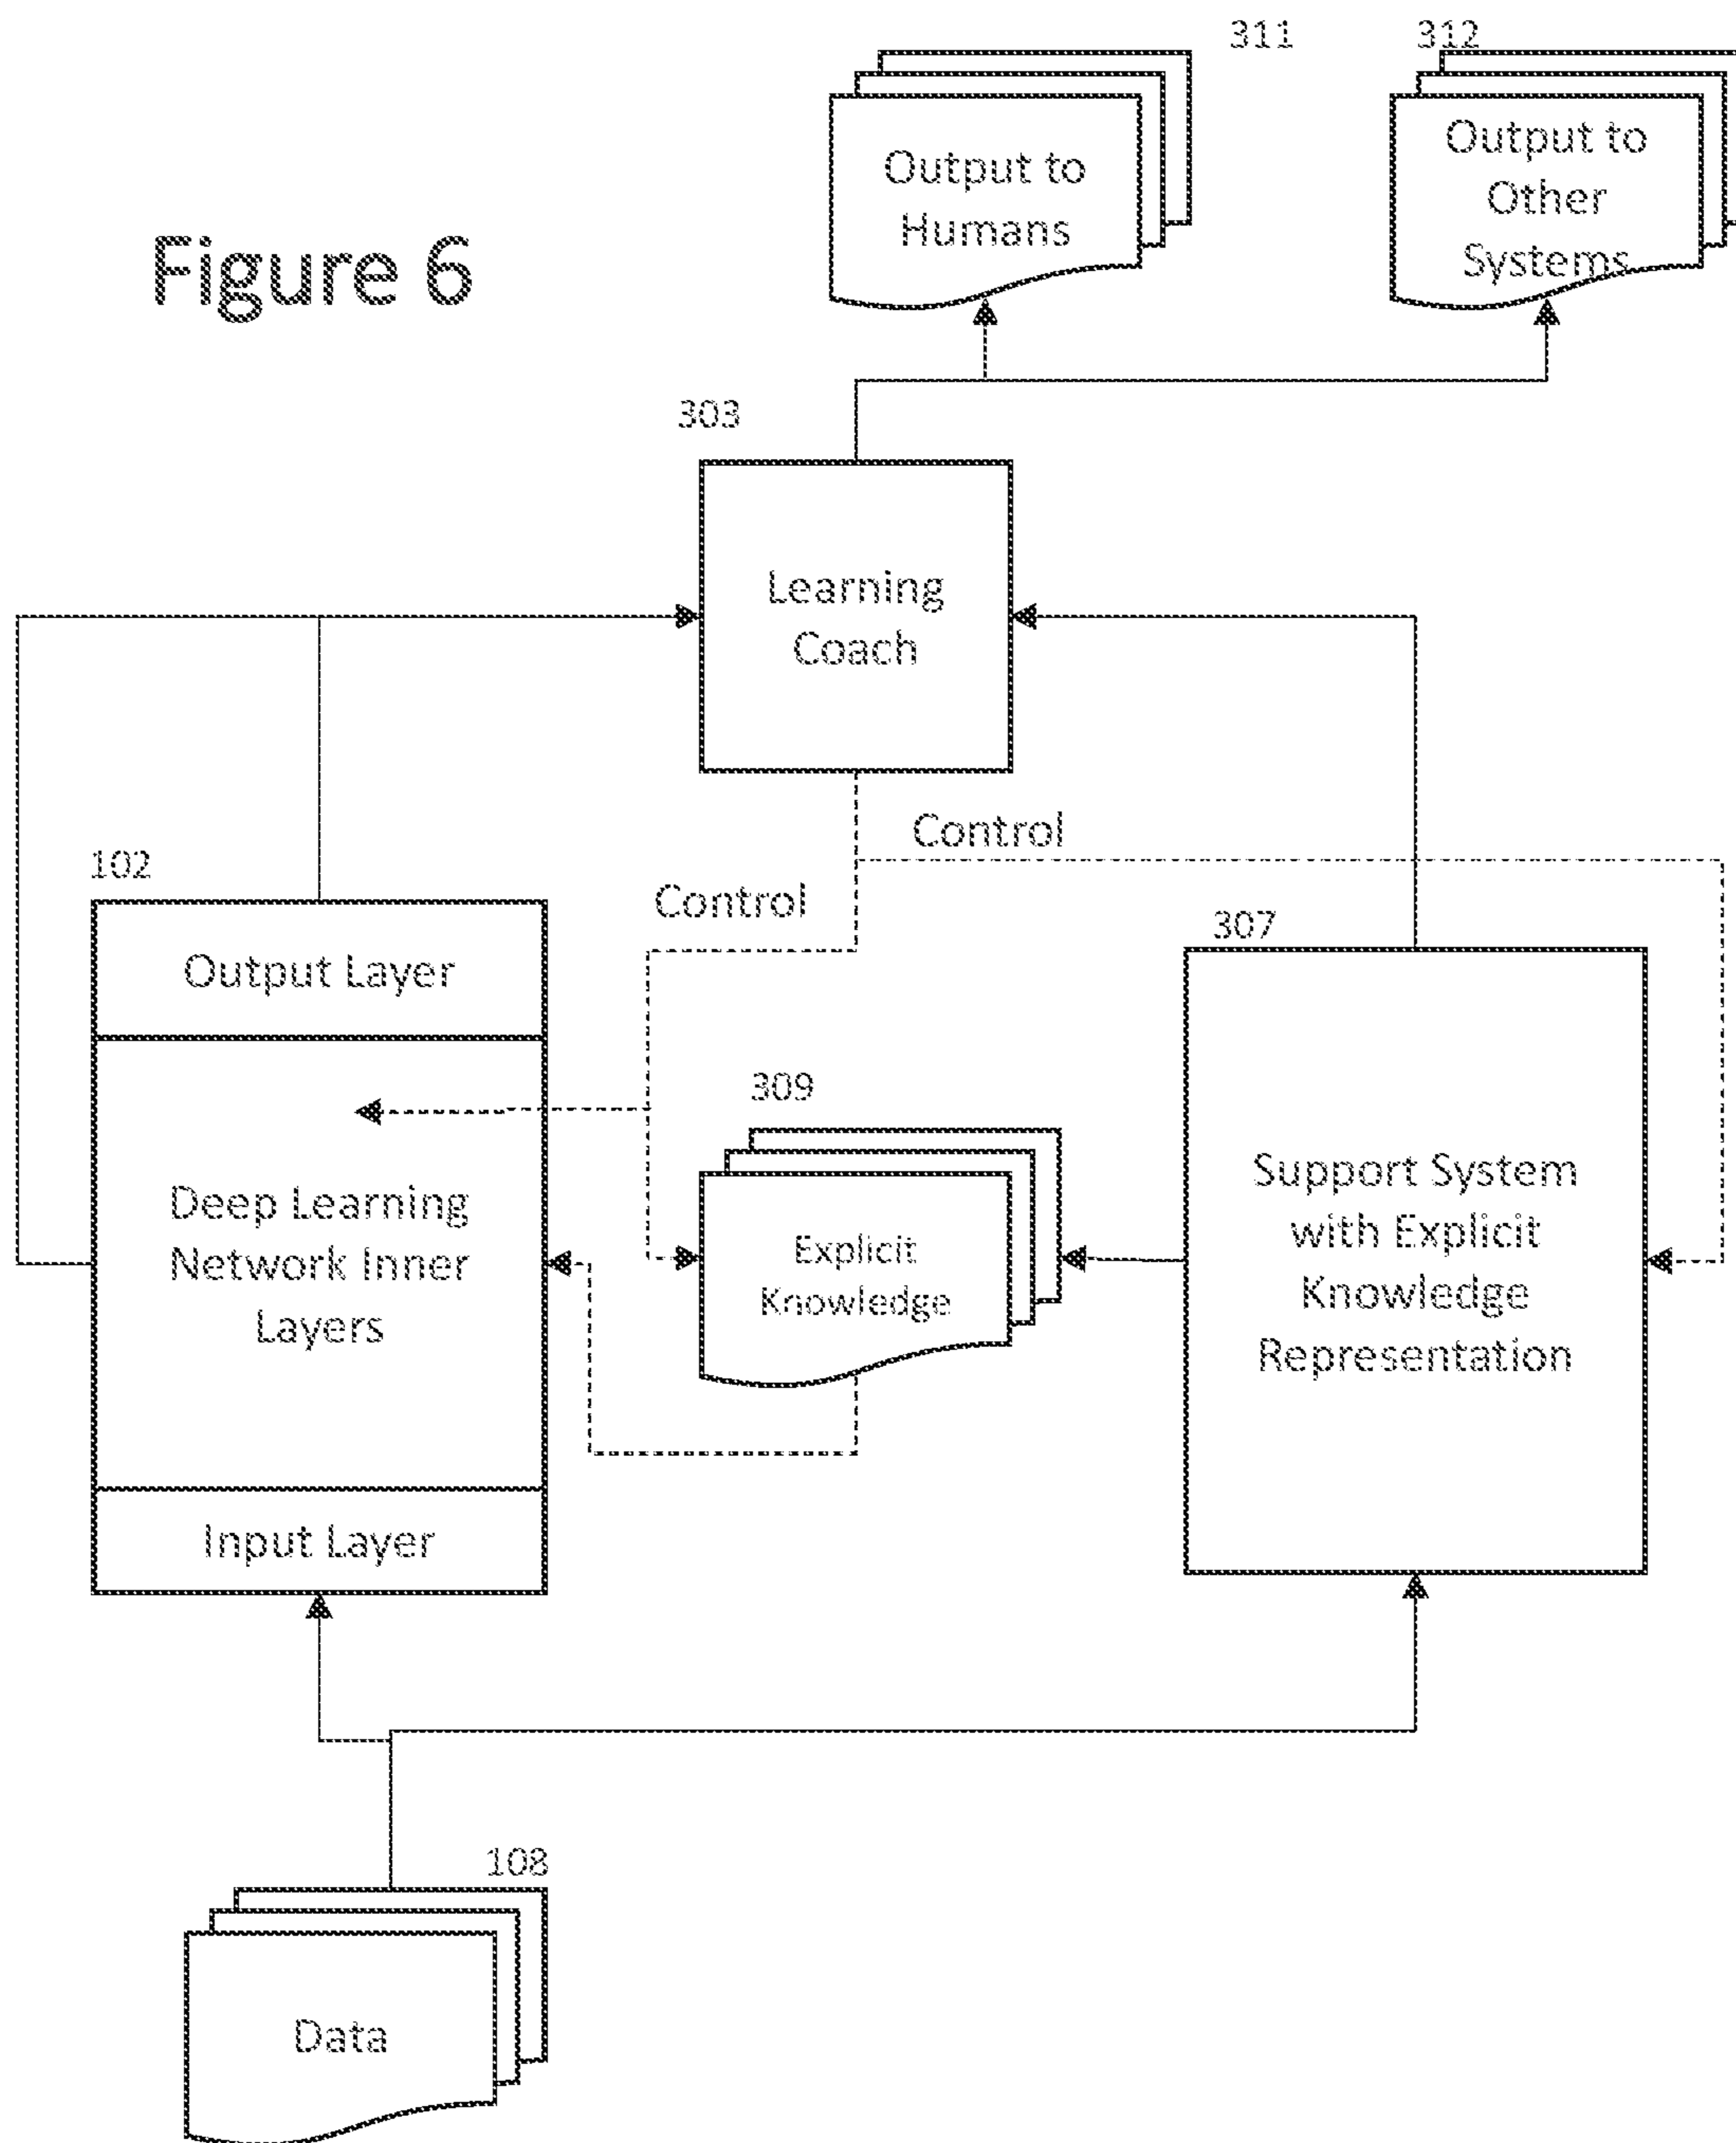 311
312
Output to
Humans
Output to
Other
Systems
Figure 6
303
Learning
Coach
Control
Control
102
Output Layer
307
309
Deep Learning
Network Inner
Layers
Explicit
Knowledge
Support System
with Explicit
Knowledge
Representation
Input Layer
108
Data